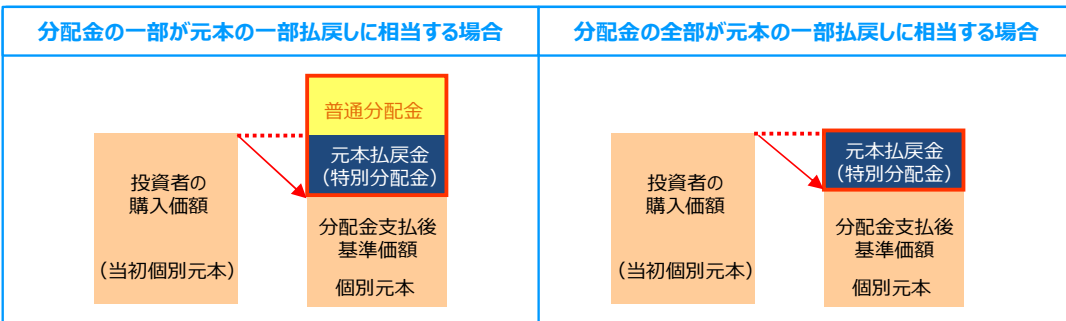 分配金の一部が元本の一部払戻しに相当する場合
分配金の全部が元本の一部払戻しに相当する場合
普通分配金
元本払戻金
(特別分配金)
投資者の
購入価額
(当初個別元本)
分配金支払後
基準価額
個別元本
元本払戻金
(特別分配金)
投資者の
購入価額
(当初個別元本)
分配金支払後
基準価額
個別元本